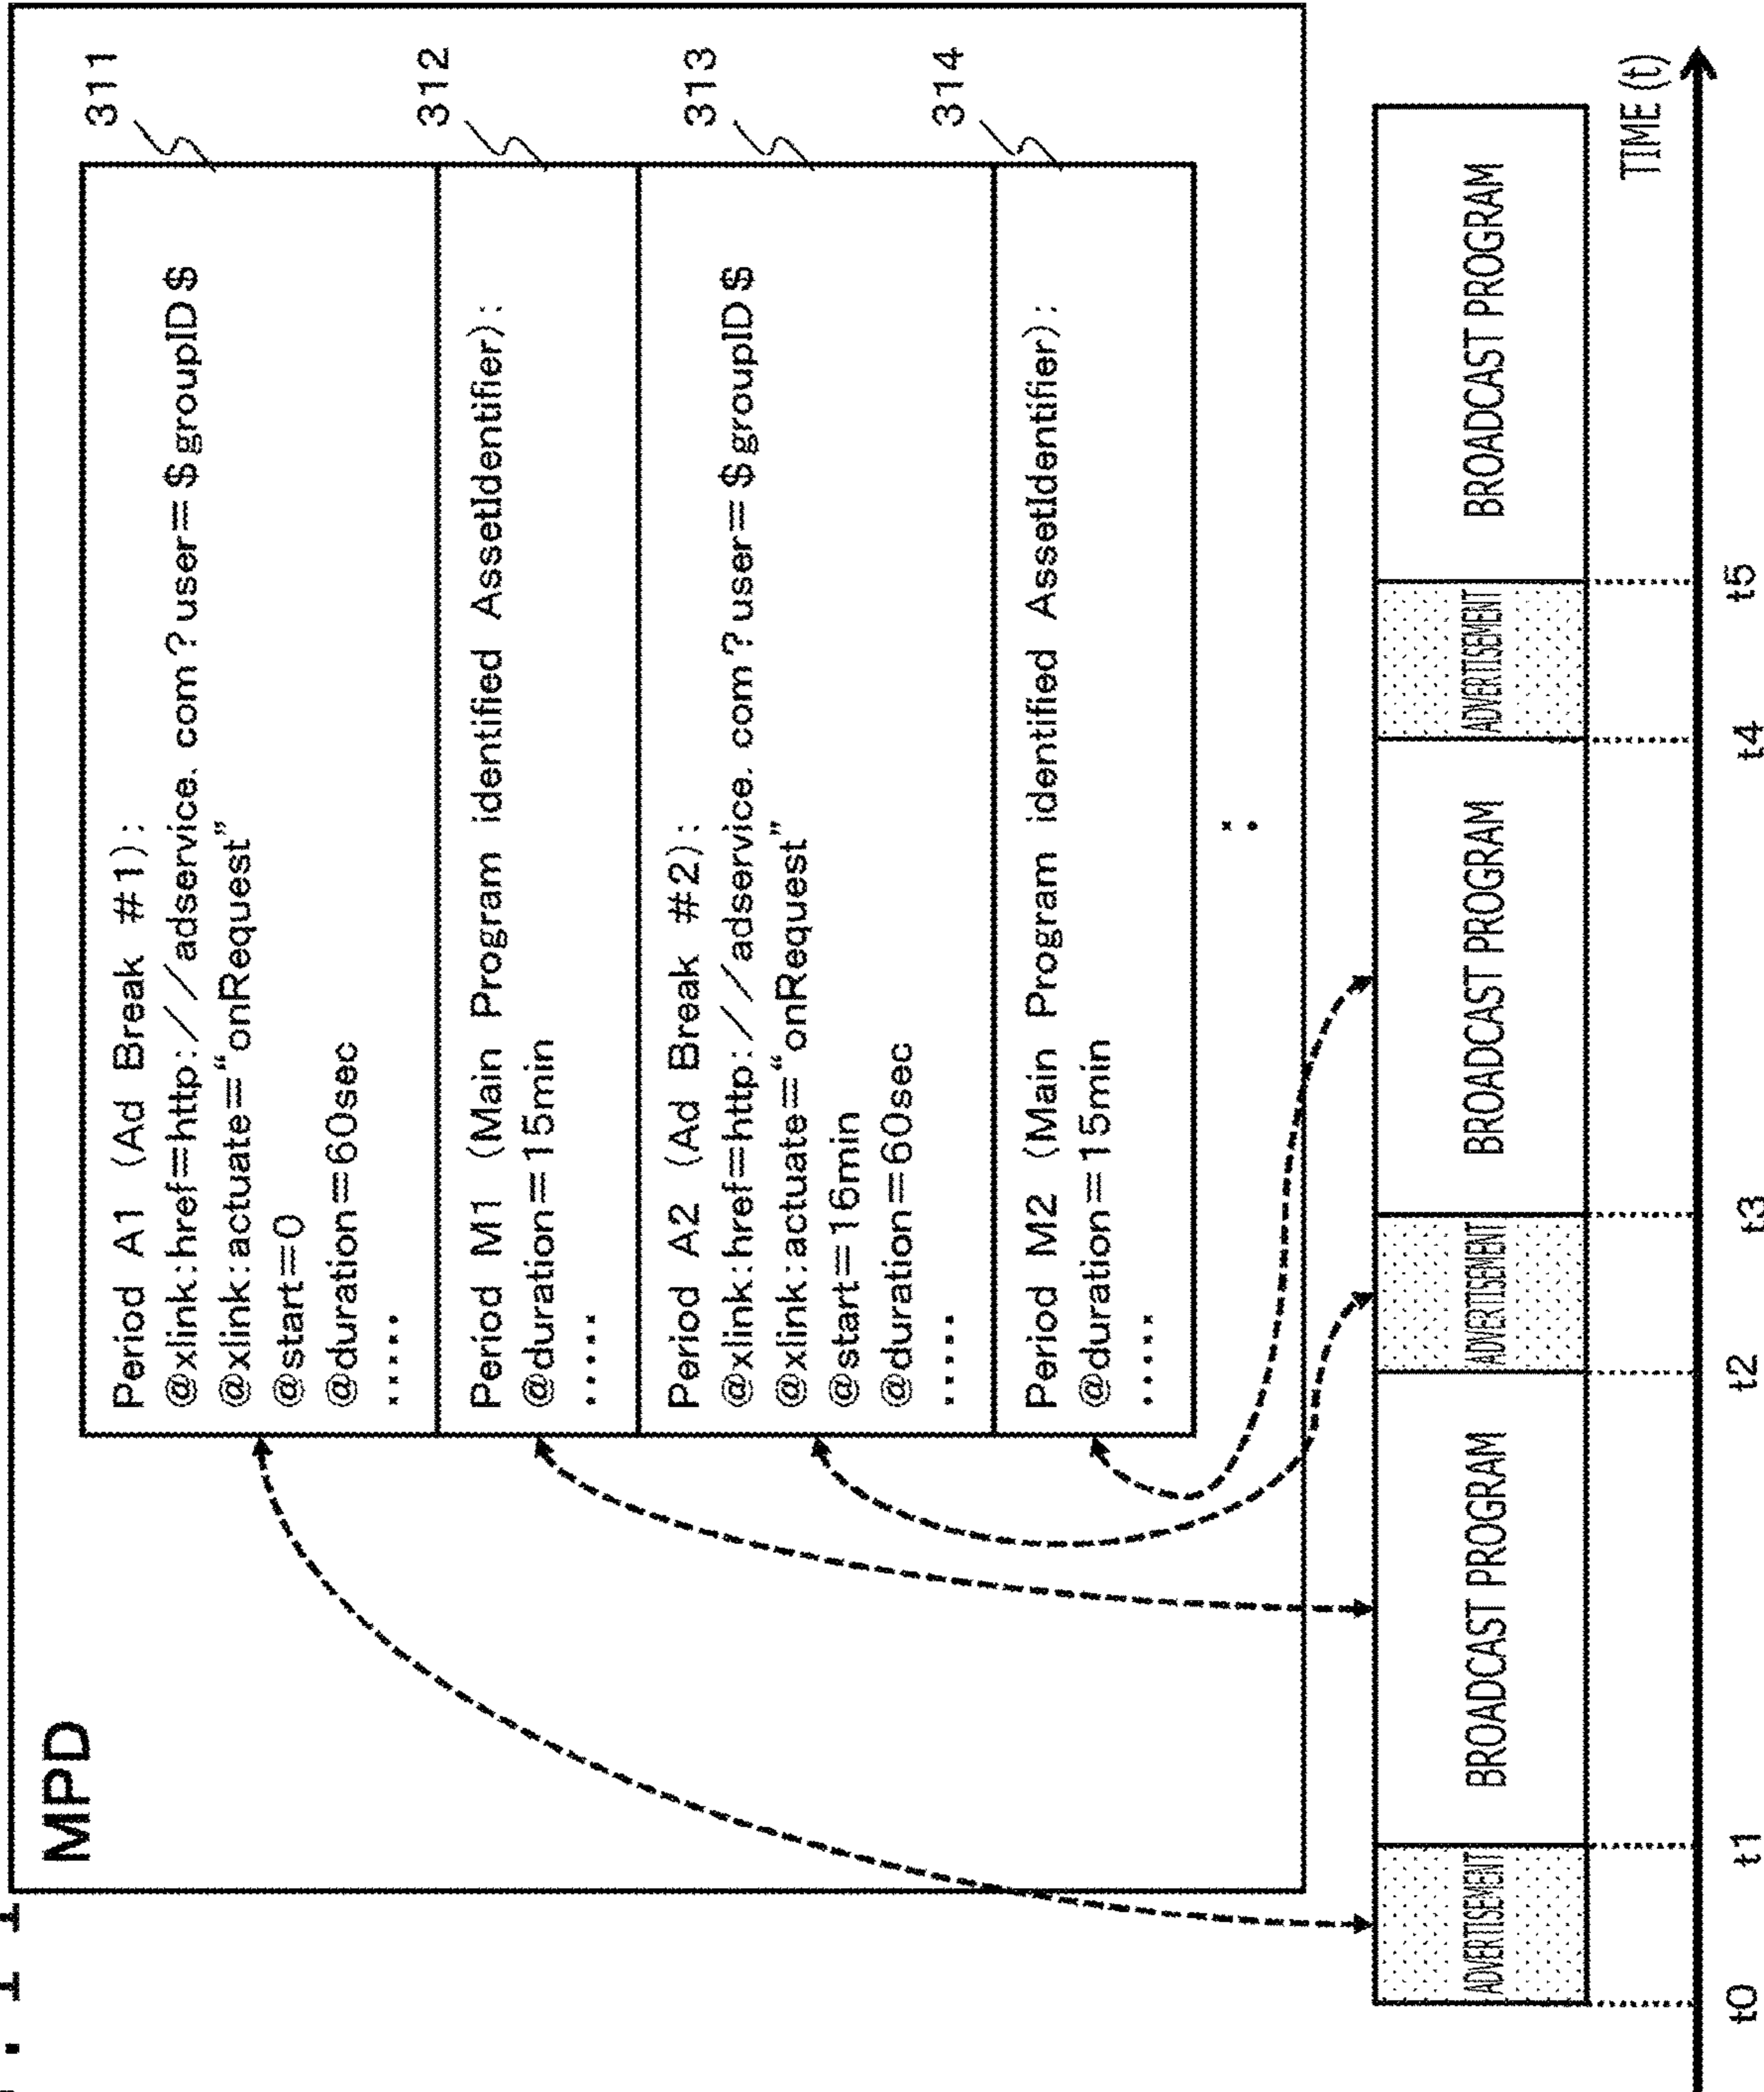 . 1 1
MPD
Period A1 (Ad Break #1):
@xlink:href=http://adservice.com?user=$groupID$
@xlink:actuate="onRequest"
@start=0
@duration=60sec
.....
311
Period M1 (Main Program identified AssetIdentifier):
@duration=15min
.....
312
Period A2 (Ad Break #2):
@xlink:href=http://adservice.com?user=$groupID$
@xlink:actuate="onRequest"
@start=16min
@duration=60sec
.....
313
Period M2 (Main Program identified AssetIdentifier):
@duration=15min
.....
314
:
ADVERTISEMENT
BROADCAST PROGRAM
ADVERTISEMENT
BROADCAST PROGRAM
ADVERTISEMENT
BROADCAST PROGRAM
TIME (t)
t0
t1
t2
t3
t4
t5